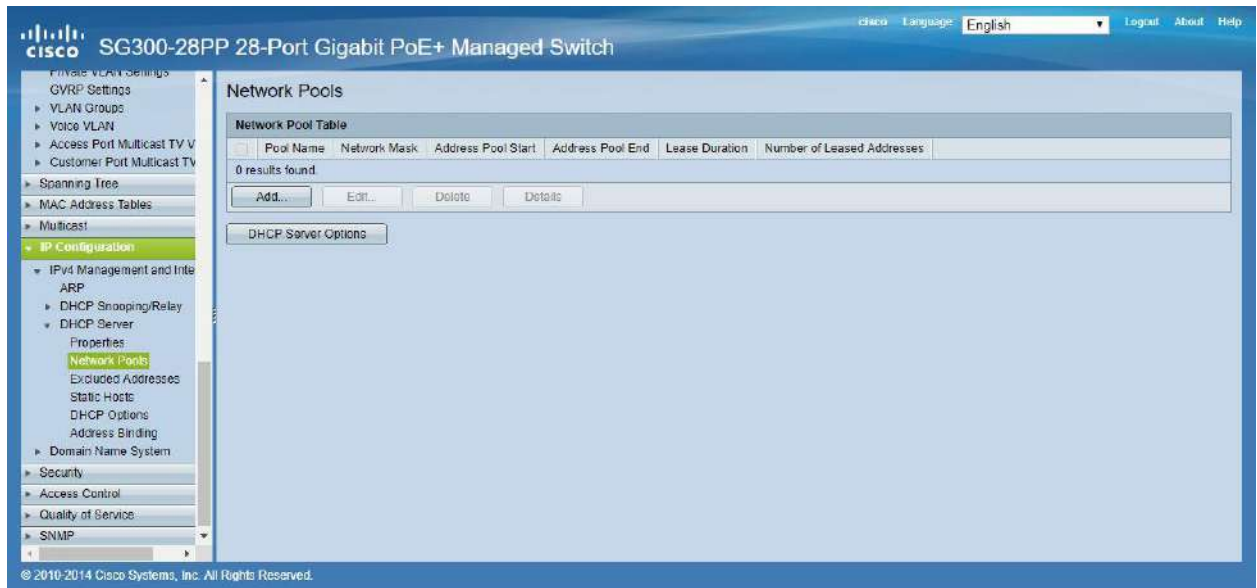 cisco Language English Logout About Help
cisco SG300-28PP 28-Port Gigabit PoE+ Managed Switch
Private VLAN Settings
GVRP Settings
VLAN Groups
Voice VLAN
Access Port Multicast TV V
Customer Port Multicast TV
Spanning Tree
MAC Address Tables
Multicast
IP Configuration
IPv4 Management and Inte
ARP
DHCP Snooping/Relay
DHCP Server
Properties
Network Pools
Excluded Addresses
Static Hosts
DHCP Options
Address Binding
Domain Name System
Security
Access Control
Quality of Service
SNMP
Network Pools
Network Pool Table
Pool Name Network Mask Address Pool Start Address Pool End Lease Duration Number of Leased Addresses
0 results found.
Add... Edit... Delete Details
DHCP Server Options
© 2010-2014 Cisco Systems, Inc. All Rights Reserved.